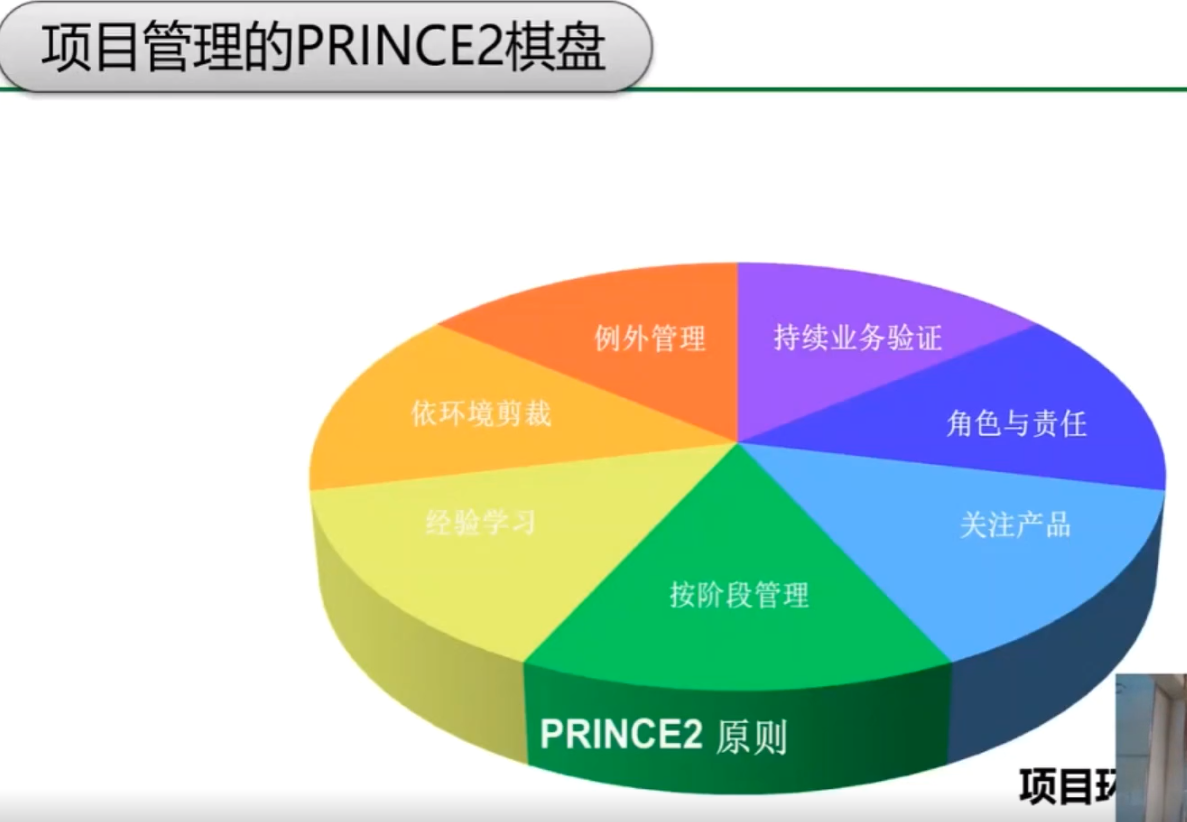 项目管理的PRINCE2棋盘
例外管理
持续业务验证
依环境剪裁
角色与责任
经验学习
关注产品
按阶段管理
PRINCE2 原则
项目